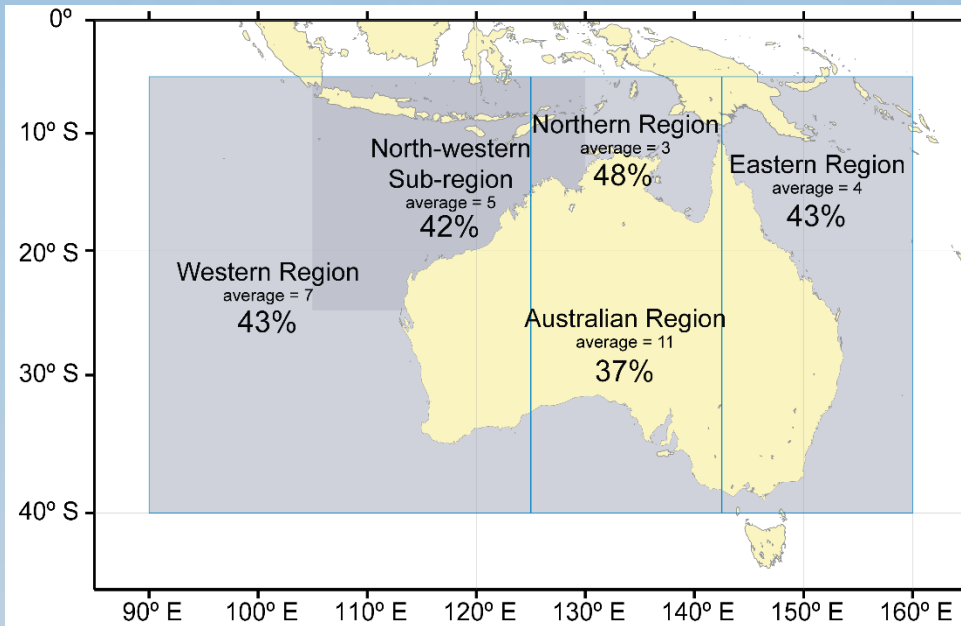 0º
10º S
20º S
30º S
40º S
Northern Region
average = 3
48%
North-western
Sub-region
average = 5
42%
Eastern Region
average = 4
43%
Western Region
average = 7
43%
Australian Region
average = 11
37%
90º E
100º E
110º E
120º E
130º E
140º E
150º E
160º E